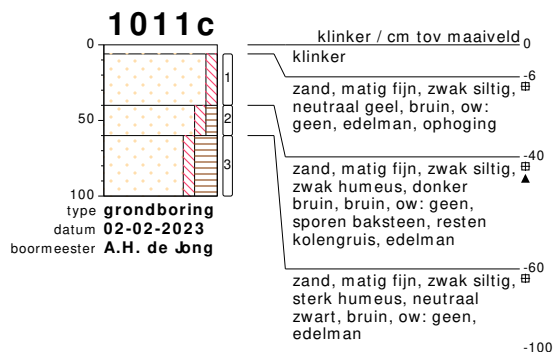 1011c
klinker / cm tov maaiveld
0
0
klinker
-6
zand, matig fijn, zwak siltig,
neutraal geel, bruin, ow:
geen, edelman, ophoging
1
-40
zand, matig fijn, zwak siltig,
zwak humeus, donker
bruin, bruin, ow: geen,
sporen baksteen, resten
kolengruis, edelman
50
2
3
-60
zand, matig fijn, zwak siltig,
sterk humeus, neutraal
zwart, bruin, ow: geen,
edelman
-100
100
type grondboring
datum 02-02-2023
boormeester A.H. de Jong